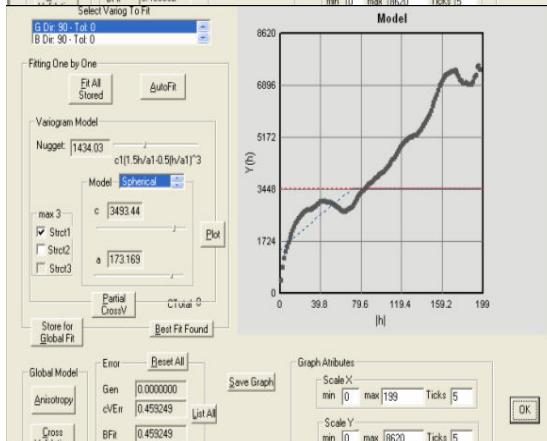 min 0 max 8620 Ticks 5
Select Variog To Fit
G Dir: 90 - Tol: 0
B Dir: 90 - Tol: 0
Fitting One by One
Fit All Stored
AutoFit
Variogram Model
Nugget: 1434.03
c1(1.5h/a1-0.5(h/a1)^3
Model Spherical
max 3
Strct1
Strct2
Strct3
c 3493.44
a 173.169
Plot
Partial CrossV
Store for Global Fit
Best Fit Found
Global Model
Anisotropy
Cross
Error
Reset All
Gen 0.0000000
cVErr 0.459249
BFit 0.459249
List All
Model
8620
6896
5172
3448
1724
0
Y(h)
0 39.8 79.6 119.4 159.2 199
|h|
Save Graph
Graph Atributes
Scale X
min 0 max 199 Ticks 5
Scale Y
min 0 max 8620 Ticks 5
OK